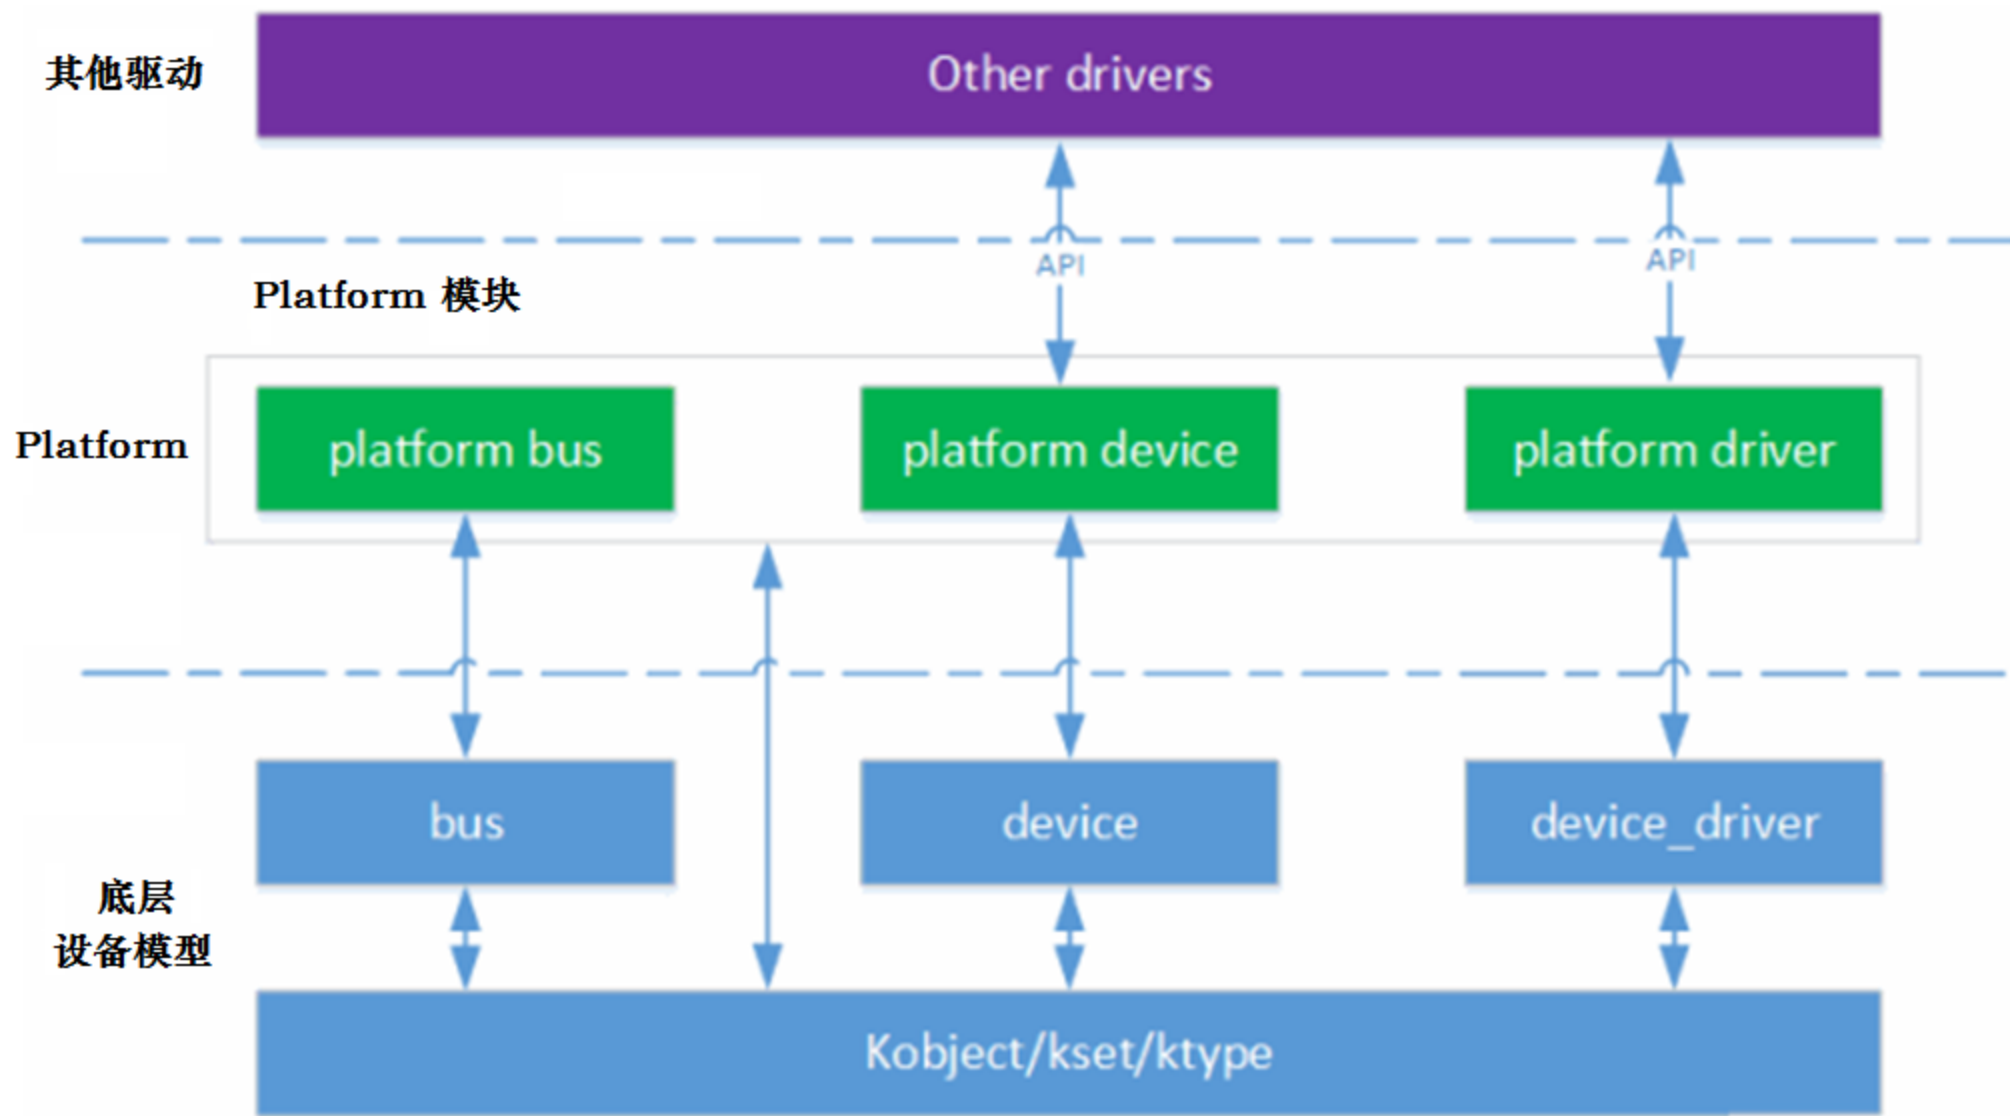 其他驱动
Other drivers
API
API
Platform 模块
Platform
platform bus
platform device
platform driver
bus
device
device_driver
底层
设备模型
Kobject/kset/ktype